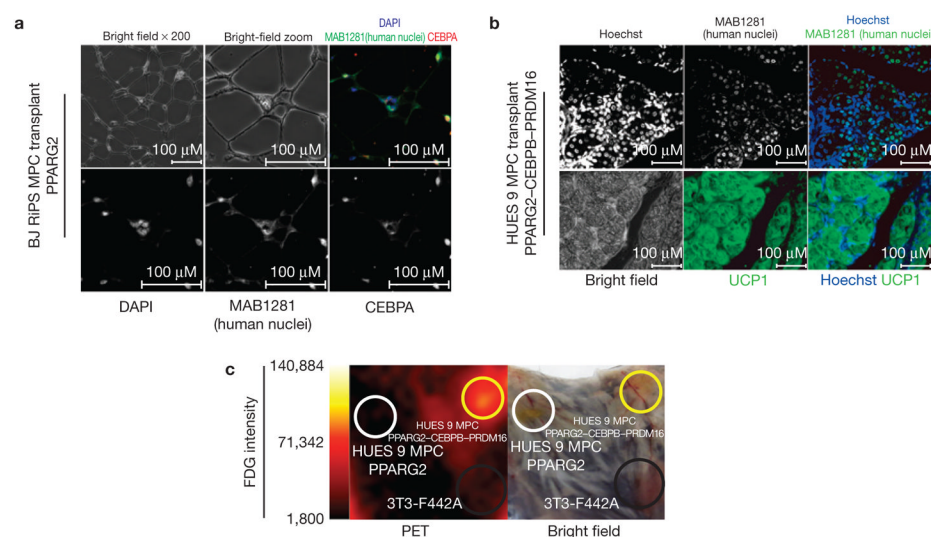 a
Bright field × 200
Bright-field zoom
DAPI
MAB1281(human nuclei) CEBPA
BJ RiPS MPC transplant
PPARG2
100 μM
100 μM
100 μM
100 μM
100 μM
100 μM
DAPI
MAB1281
(human nuclei)
CEBPA
b
Hoechst
MAB1281
(human nuclei)
Hoechst
MAB1281 (human nuclei)
HUES 9 MPC transplant
PPARG2–CEBPB–PRDM16
100 μM
100 μM
100 μM
100 μM
100 μM
100 μM
Bright field
UCP1
Hoechst UCP1
c
FDG intensity
140,884
71,342
1,800
HUES 9 MPC
PPARG2–CEBPB–PRDM16
HUES 9 MPC
PPARG2
3T3-F442A
PET
HUES 9 MPC
PPARG2–CEBPB–PRDM16
HUES 9 MPC
PPARG2
3T3-F442A
Bright field